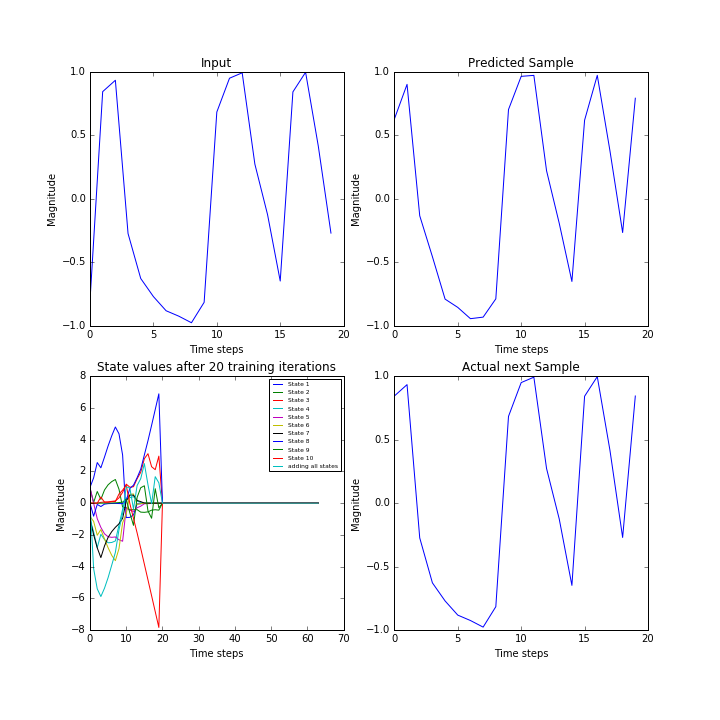 Input
1.0
0.5
0.0
−0.5
−1.0
Magnitude
0 5 10 15 20
Time steps
Predicted Sample
1.0
0.5
0.0
−0.5
−1.0
Magnitude
0 5 10 15 20
Time steps
State values after 20 training iterations
8
6
4
2
0
−2
−4
−6
−8
Magnitude
State 1
State 2
State 3
State 4
State 5
State 6
State 7
State 8
State 9
State 10
adding all states
0 10 20 30 40 50 60 70
Time steps
Actual next Sample
1.0
0.5
0.0
−0.5
−1.0
Magnitude
0 5 10 15 20
Time steps